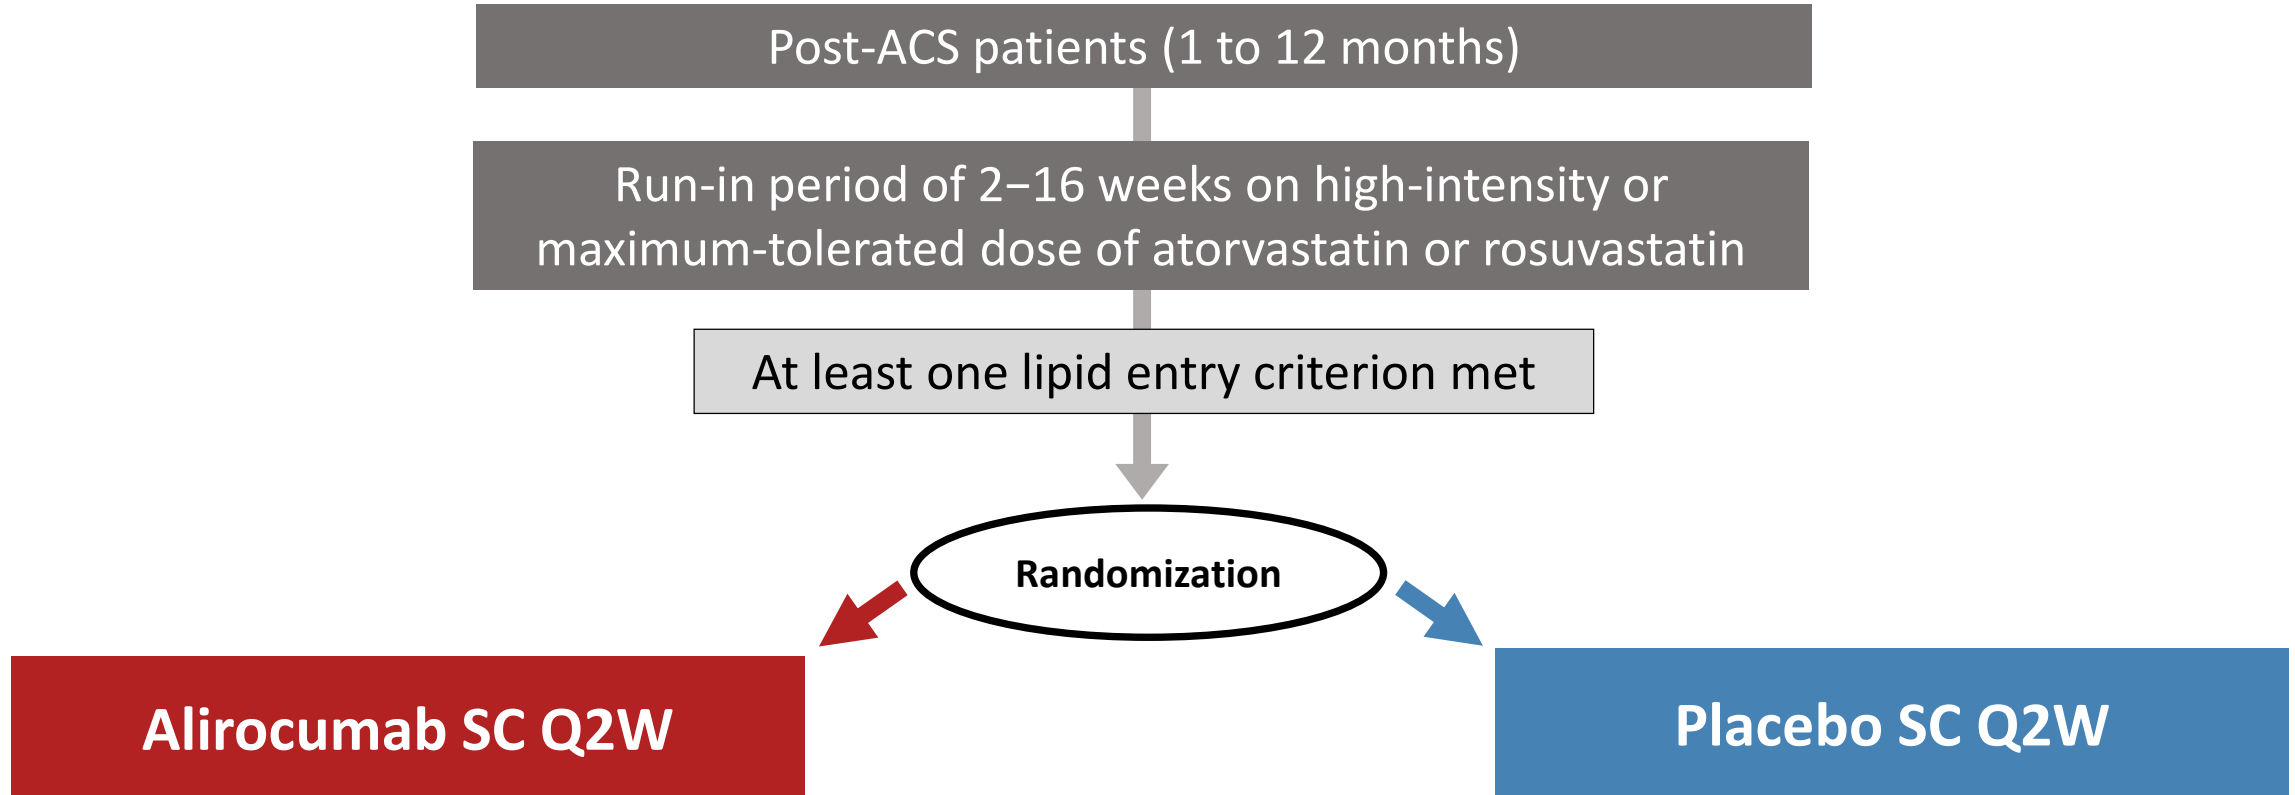 Post-ACS patients (1 to 12 months)
Run-in period of 2–16 weeks on high-intensity or
maximum-tolerated dose of atorvastatin or rosuvastatin
At least one lipid entry criterion met
Randomization
Alirocumab SC Q2W
Placebo SC Q2W